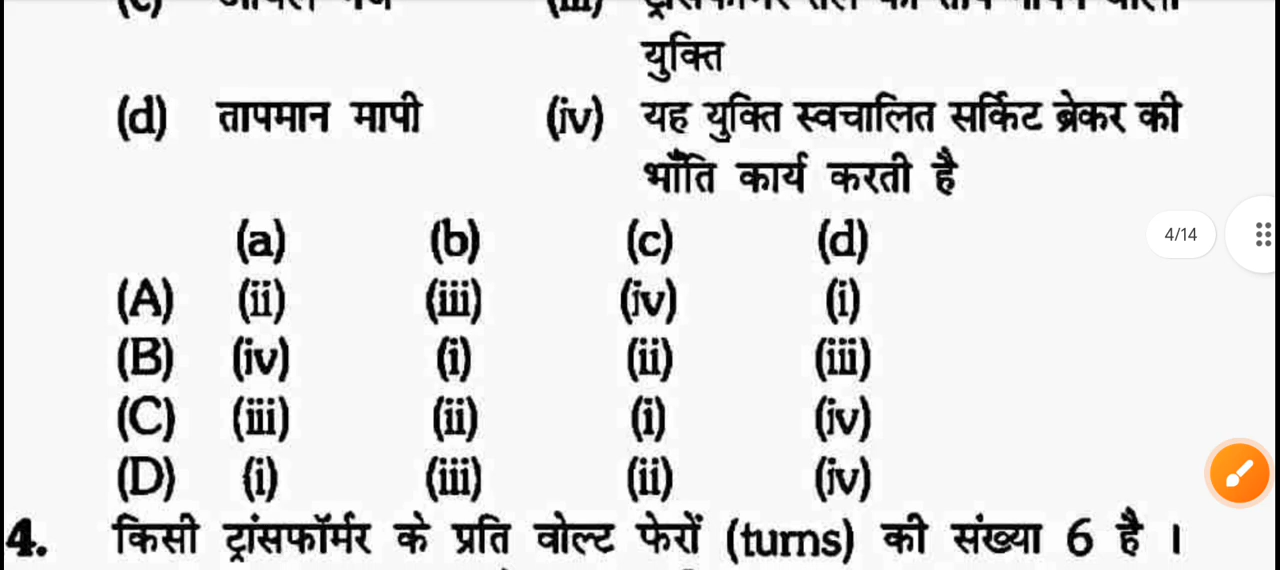 युक्ति
(d) तापमान मापी (iv) यह युक्ति स्वचालित सर्किट ब्रेकर की
भाँति कार्य करती है
(a) (b) (c) (d)
4/14
(A) (ii) (iii) (iv) (i)
(B) (iv) (i) (ii) (iii)
(C) (iii) (ii) (i) (iv)
(D) (i) (iii) (ii) (iv)
4. किसी ट्रांसफॉर्मर के प्रति वोल्ट फेरों (turns) की संख्या 6 है ।